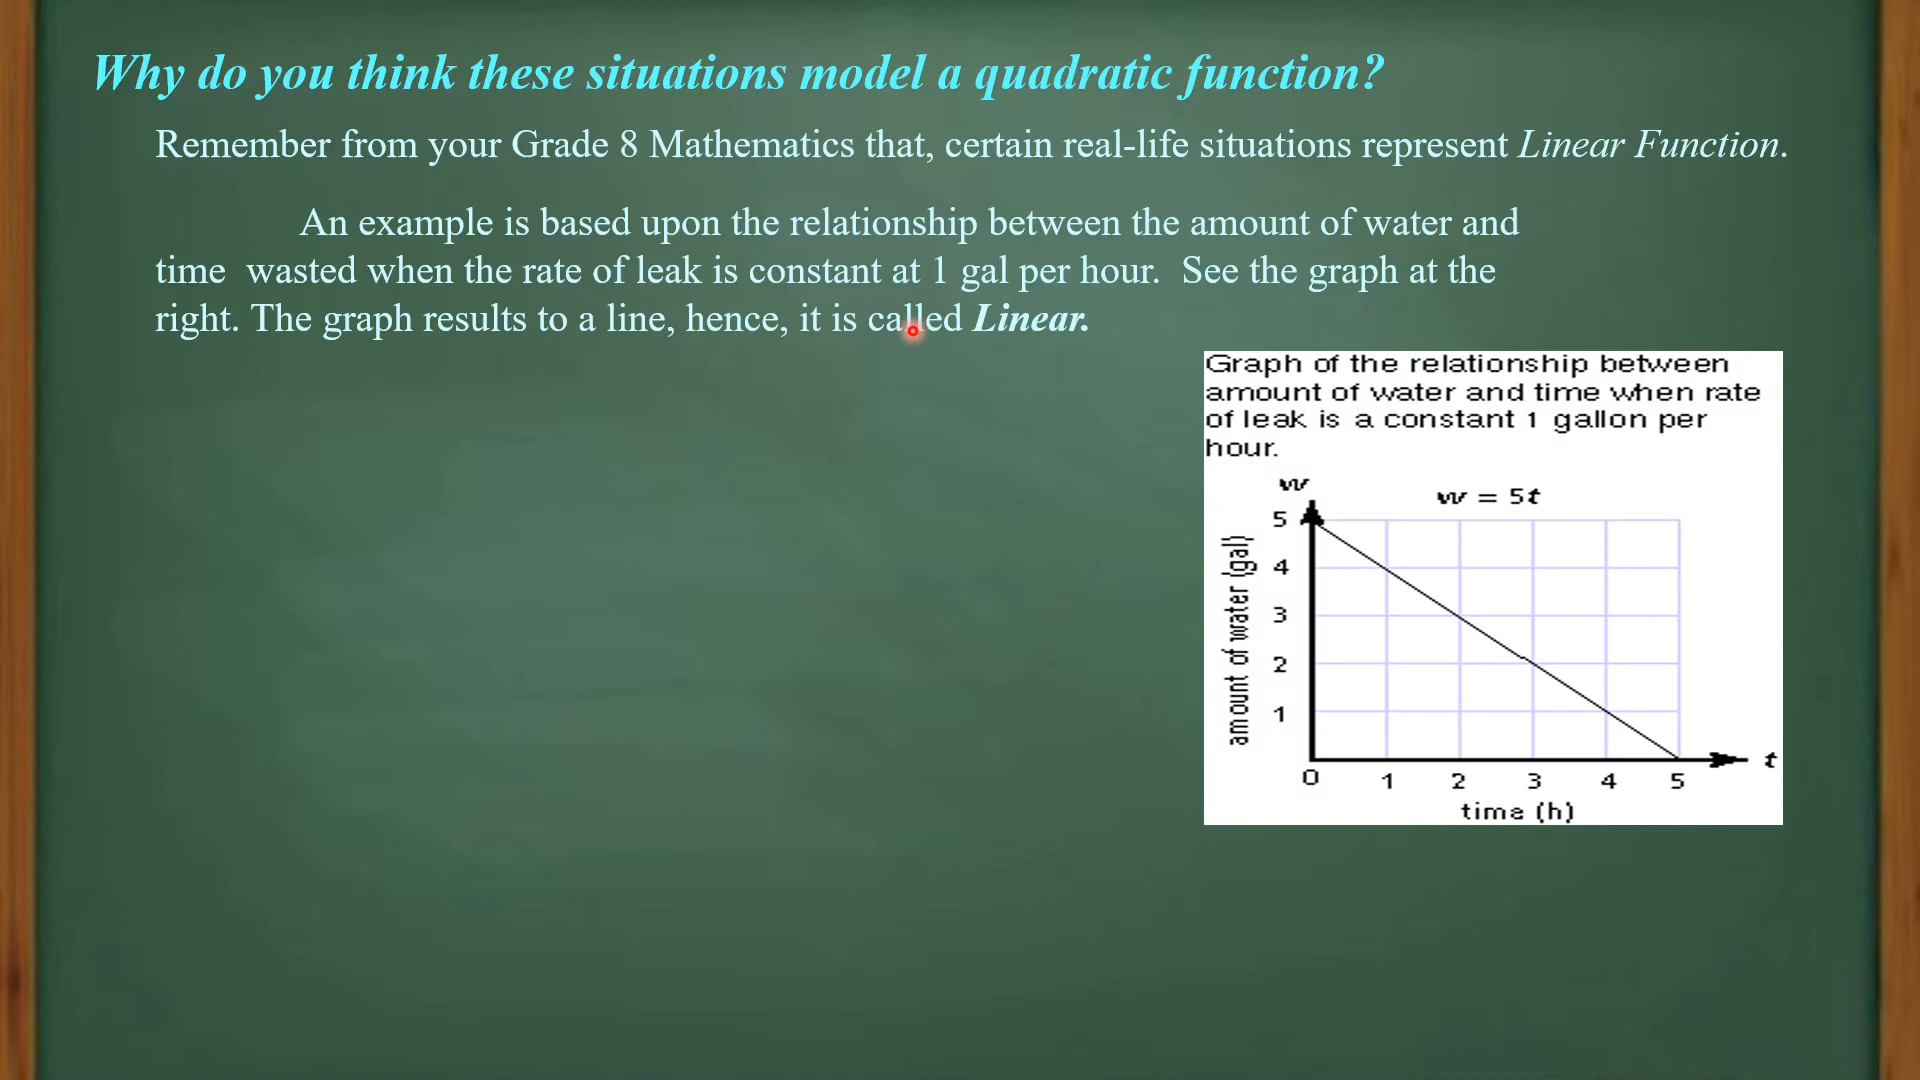 Why do you think these situations model a quadratic function?
Remember from your Grade 8 Mathematics that, certain real-life situations represent Linear Function.
An example is based upon the relationship between the amount of water and
time wasted when the rate of leak is constant at 1 gal per hour. See the graph at the
right. The graph results to a line, hence, it is called Linear.
Graph of the relationship between
amount of water and time when rate
of leak is a constant 1 gallon per
hour.
w
w = 5t
5
4
3
2
1
amount of water (gal)
0 1 2 3 4 5
t
time (h)